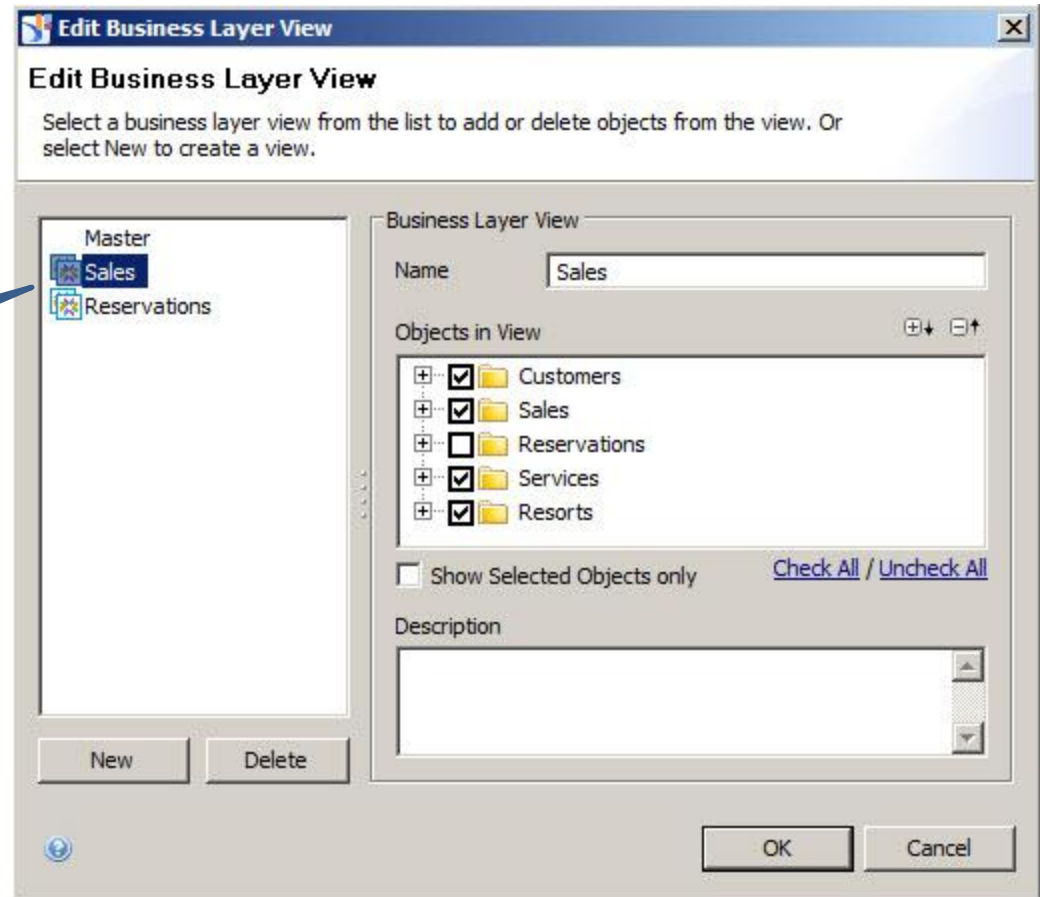 Edit Business Layer View
Edit Business Layer View
Select a business layer view from the list to add or delete objects from the view. Or
select New to create a view.
Master
Sales
Reservations
New
Delete
Business Layer View
Name
Sales
Objects in View
Customers
Sales
Reservations
Services
Resorts
Show Selected Objects only
Check All / Uncheck All
Description
OK
Cancel